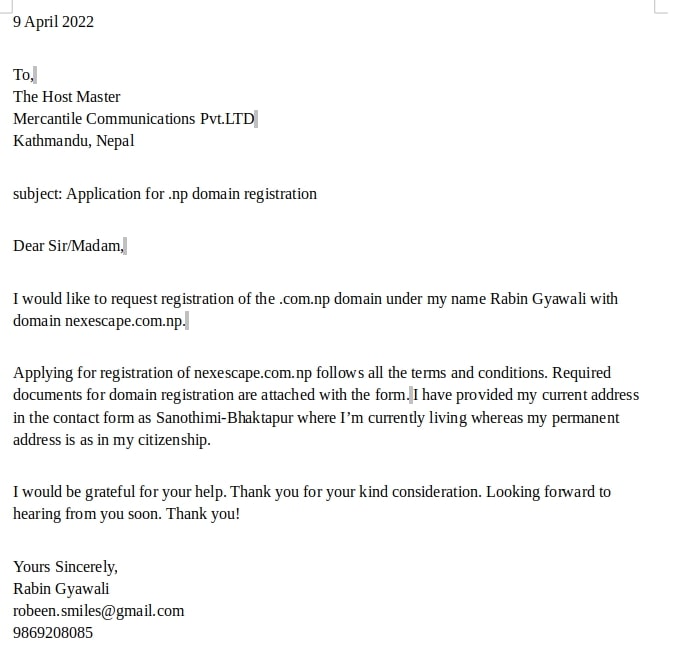 9 April 2022
To,
The Host Master
Mercantile Communications Pvt.LTD
Kathmandu, Nepal
subject: Application for .np domain registration
Dear Sir/Madam,
I would like to request registration of the .com.np domain under my name Rabin Gyawali with
domain nexescape.com.np.
Applying for registration of nexescape.com.np follows all the terms and conditions. Required
documents for domain registration are attached with the form. I have provided my current address
in the contact form as Sanothimi-Bhaktapur where I’m currently living whereas my permanent
address is as in my citizenship.
I would be grateful for your help. Thank you for your kind consideration. Looking forward to
hearing from you soon. Thank you!
Yours Sincerely,
Rabin Gyawali
robeen.smiles@gmail.com
9869208085